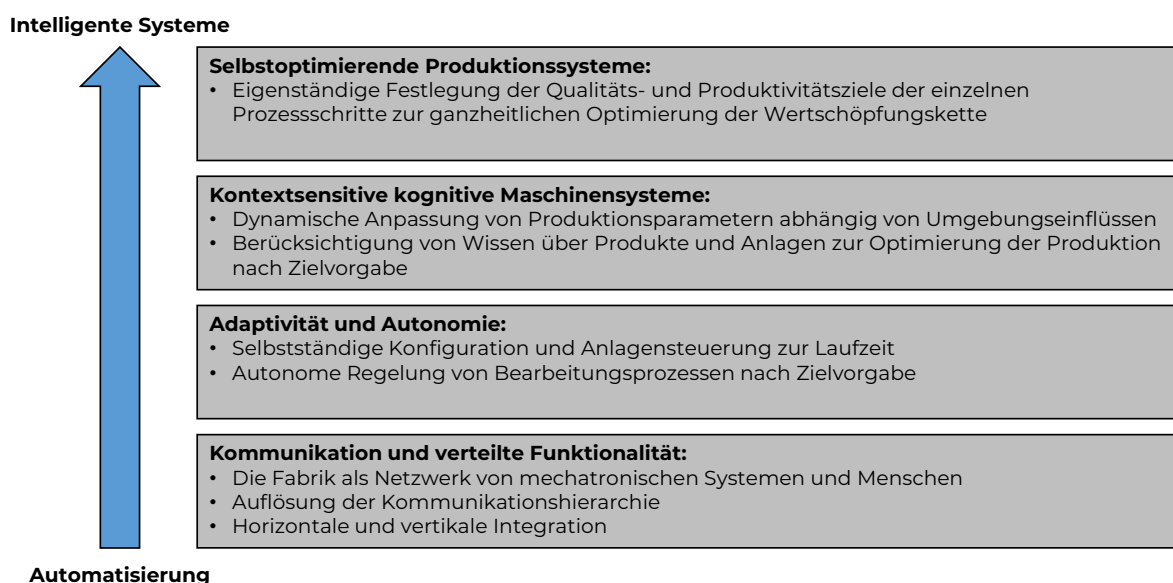 Intelligente Systeme
Selbstoptimierende Produktionssysteme:
• Eigenständige Festlegung der Qualitäts- und Produktivitätsziele der einzelnen
Prozessschritte zur ganzheitlichen Optimierung der Wertschöpfungskette
Kontextsensitive kognitive Maschinensysteme:
• Dynamische Anpassung von Produktionsparametern abhängig von Umgebungseinflüssen
• Berücksichtigung von Wissen über Produkte und Anlagen zur Optimierung der Produktion
nach Zielvorgabe
Adaptivität und Autonomie:
• Selbstständige Konfiguration und Anlagensteuerung zur Laufzeit
• Autonome Regelung von Bearbeitungsprozessen nach Zielvorgabe
Kommunikation und verteilte Funktionalität:
• Die Fabrik als Netzwerk von mechatronischen Systemen und Menschen
• Auflösung der Kommunikationshierarchie
• Horizontale und vertikale Integration
Automatisierung